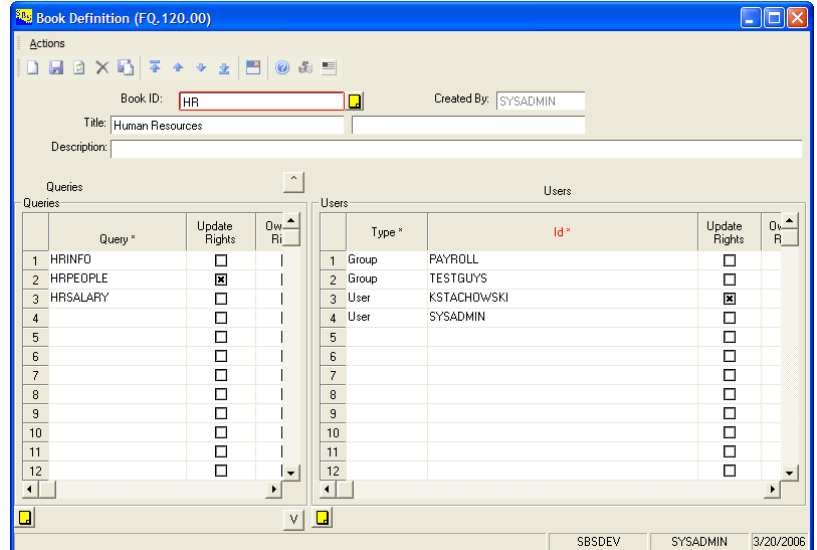 Book Definition (FQ.120.00)
Actions
Book ID: HR Created By: SYSADMIN
Title: Human Resources
Description:
Queries Users
Queries Users
Query * Update Rights Type * Id * Update Rights
1 HRINFO 1 Group PAYROLL
2 HRPEOPLE 2 Group TESTGUYS
3 HRSALARY 3 User KSTACHOWSKI
4 4 User SYSADMIN
5 5
6 6
7 7
8 8
9 9
10 10
11 11
12 12
SBSDEV SYSADMIN 3/20/2006